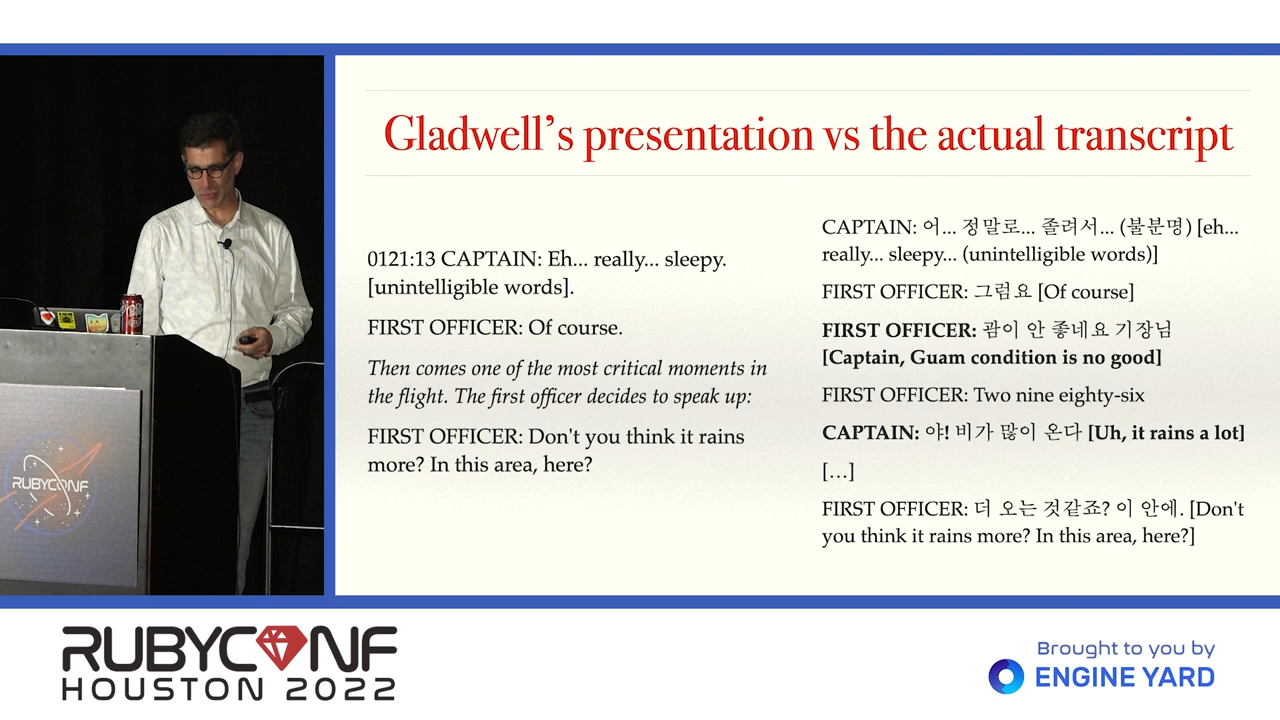 Gladwell's presentation vs the actual transcript
0121:13 CAPTAIN: Eh... really... sleepy.
[unintelligible words].
FIRST OFFICER: Of course.
Then comes one of the most critical moments in
the flight. The first officer decides to speak up:
FIRST OFFICER: Don't you think it rains
more? In this area, here?
CAPTAIN: 어... 정말로... 졸려서... (불분명) [eh...
really... sleepy... (unintelligible words)]
FIRST OFFICER: 그럼요 [Of course]
FIRST OFFICER: 괌이 안 좋네요 기장님
[Captain, Guam condition is no good]
FIRST OFFICER: Two nine eighty-six
CAPTAIN: 야! 비가 많이 온다 [Uh, it rains a lot]
[…]
FIRST OFFICER: 더 오는 것같죠? 이 안에. [Don't
you think it rains more? In this area, here?]
RUBYCONF
RUBYCONF
HOUSTON 2022
Brought to you by
ENGINE YARD